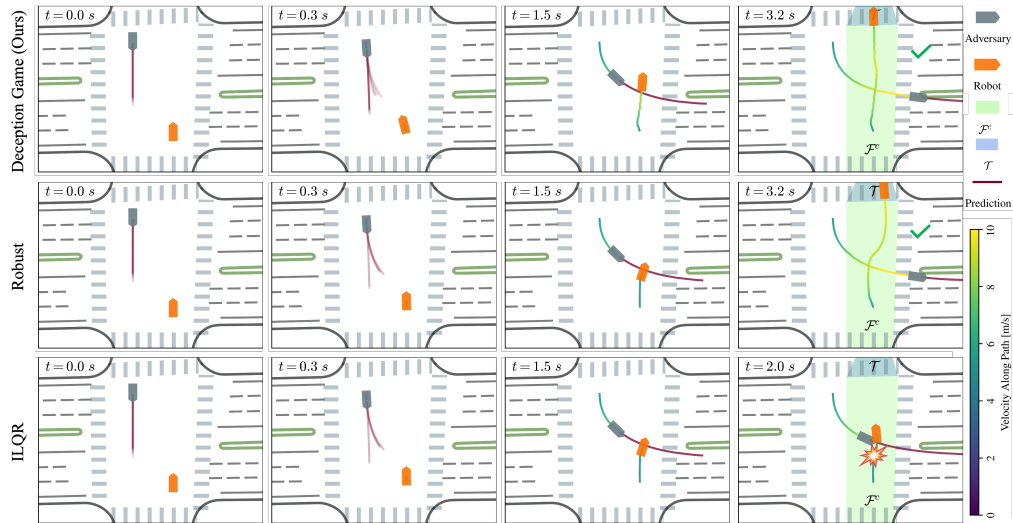 Deception Game (Ours)
t = 0.0 s
t = 0.3 s
t = 1.5 s
t = 3.2 s
ℱᶜ
Robust
t = 0.0 s
t = 0.3 s
t = 1.5 s
t = 3.2 s
𝒯
ℱᶜ
ILQR
t = 0.0 s
t = 0.3 s
t = 1.5 s
t = 2.0 s
𝒯
ℱᶜ
Adversary
Robot
ℱᶜ
𝒯
Prediction
10
8
6
4
2
0
Velocity Along Path [m/s]